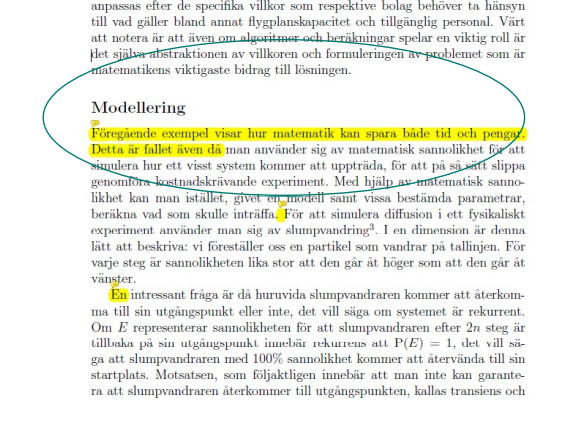 anpassas efter de specifika villkor som respektive bolag behöver ta hänsyn
till vad gäller bland annat flygplanskapacitet och tillgänglig personal. Värt
att notera är att även om algoritmer och beräkningar spelar en viktig roll är
det själva abstraktionen av villkoren och formuleringen av problemet som är
matematikens viktigaste bidrag till lösningen.
Modellering
Föregående exempel visar hur matematik kan spara både tid och pengar.
Detta är fallet även då man använder sig av matematisk sannolikhet för att
simulera hur ett visst system kommer att uppträda, för att på så sätt slippa
genomföra kostnadskrävande experiment. Med hjälp av matematisk sanno-
likhet kan man istället, givet en modell samt vissa bestämda parametrar,
beräkna vad som skulle inträffa. För att simulera diffusion i ett fysikaliskt
experiment använder man sig av slumpvandring³. I en dimension är denna
lätt att beskriva: vi föreställer oss en partikel som vandrar på tallinjen. För
varje steg är sannolikheten lika stor att den går åt höger som att den går åt
vänster.
En intressant fråga är då huruvida slumpvandraren kommer att återkom-
ma till sin utgångspunkt eller inte, det vill säga om systemet är rekurrent.
Om E representerar sannolikheten för att slumpvandraren efter 2n steg är
tillbaka på sin utgångspunkt innebär rekurrens att P(E) = 1, det vill sä-
ga att slumpvandraren med 100% sannolikhet kommer att återvända till sin
startplats. Motsatsen, som följaktligen innebär att man inte kan garante-
ra att slumpvandraren återkommer till utgångspunkten, kallas transiens och